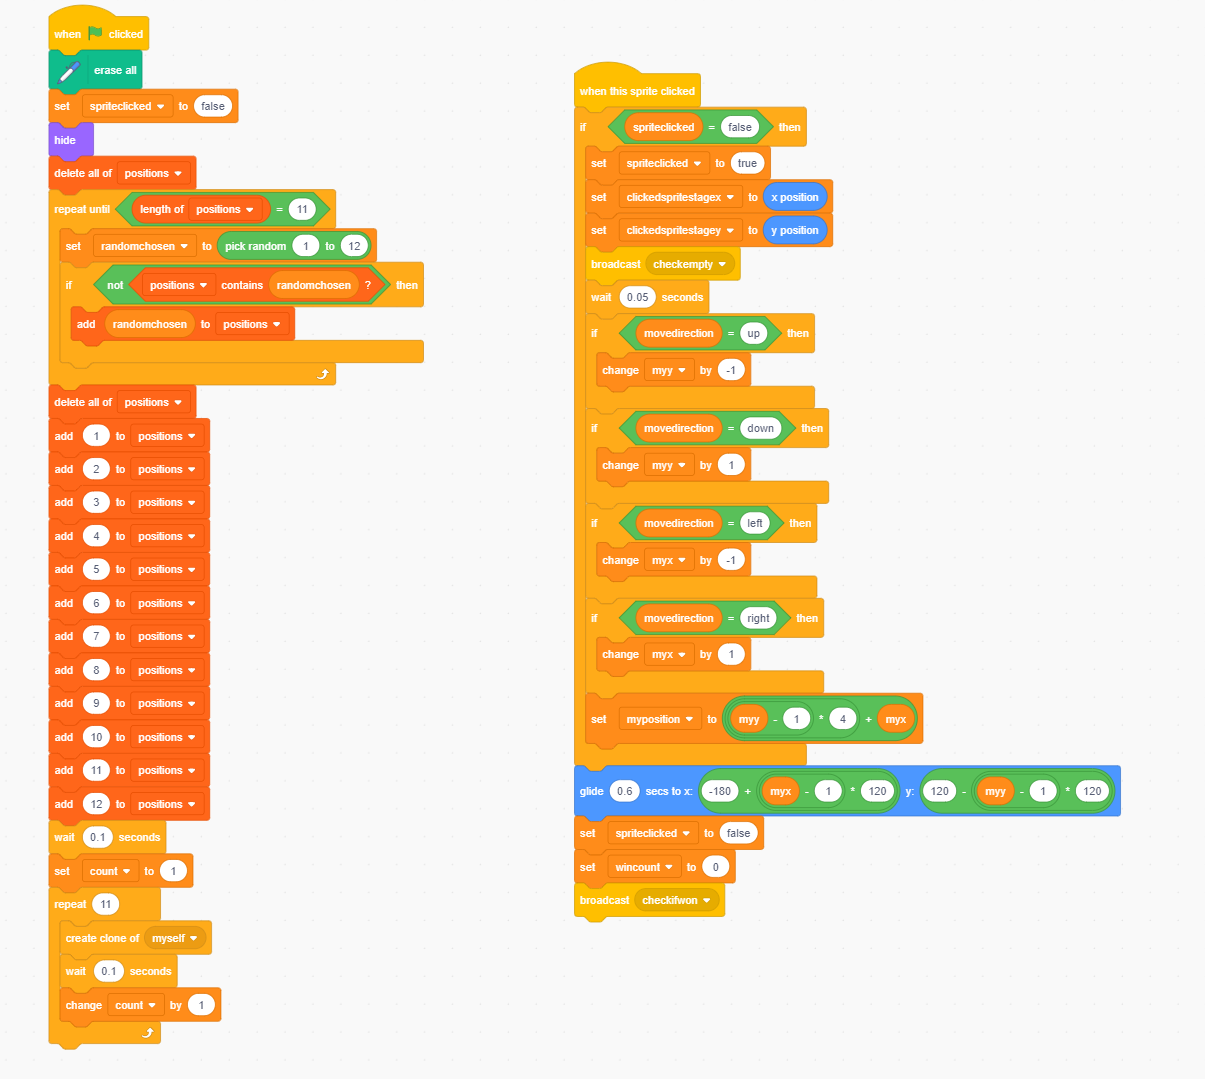 when clicked
erase all
set spriteclicked to false
hide
delete all of positions
repeat until length of positions = 11
set randomchosen to pick random 1 to 12
if not positions contains randomchosen ? then
add randomchosen to positions
delete all of positions
add 1 to positions
add 2 to positions
add 3 to positions
add 4 to positions
add 5 to positions
add 6 to positions
add 7 to positions
add 8 to positions
add 9 to positions
add 10 to positions
add 11 to positions
add 12 to positions
wait 0.1 seconds
set count to 1
repeat 11
create clone of myself
wait 0.1 seconds
change count by 1
when this sprite clicked
if spriteclicked = false then
set spriteclicked to true
set clickedspritestagex to x position
set clickedspritestagey to y position
broadcast checkempty
wait 0.05 seconds
if movedirection = up then
change myy by -1
if movedirection = down then
change myy by 1
if movedirection = left then
change myx by -1
if movedirection = right then
change myx by 1
set myposition to myy - 1 * 4 + myx
glide 0.6 secs to x: -180 + myx - 1 * 120 y: 120 - myy - 1 * 120
set spriteclicked to false
set wincount to 0
broadcast checkifwon